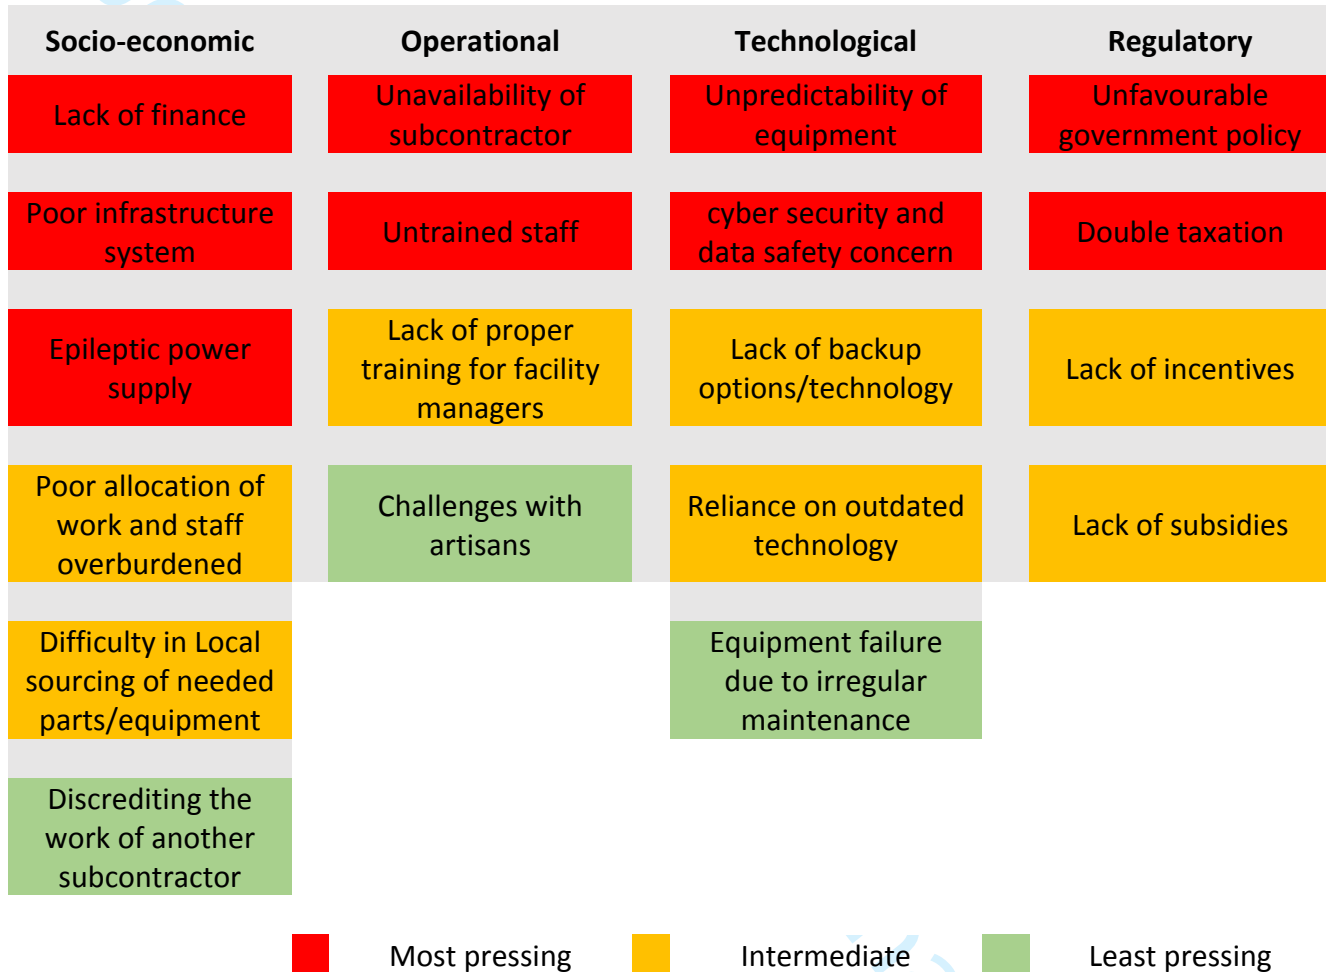 Socio-economic Operational Technological Regulatory
Lack of finance
Unavailability of
subcontractor
Unpredictability of
equipment
Unfavourable
government policy
Poor infrastructure
system
Untrained staff
cyber security and
data safety concern
Double taxation
Epileptic power
supply
Lack of proper
training for facility
managers
Lack of backup
options/technology
Lack of incentives
Poor allocation of
work and staff
overburdened
Challenges with
artisans
Reliance on outdated
technology
Lack of subsidies
Difficulty in Local
sourcing of needed
parts/equipment
Equipment failure
due to irregular
maintenance
Discrediting the
work of another
subcontractor
Most pressing Intermediate Least pressing